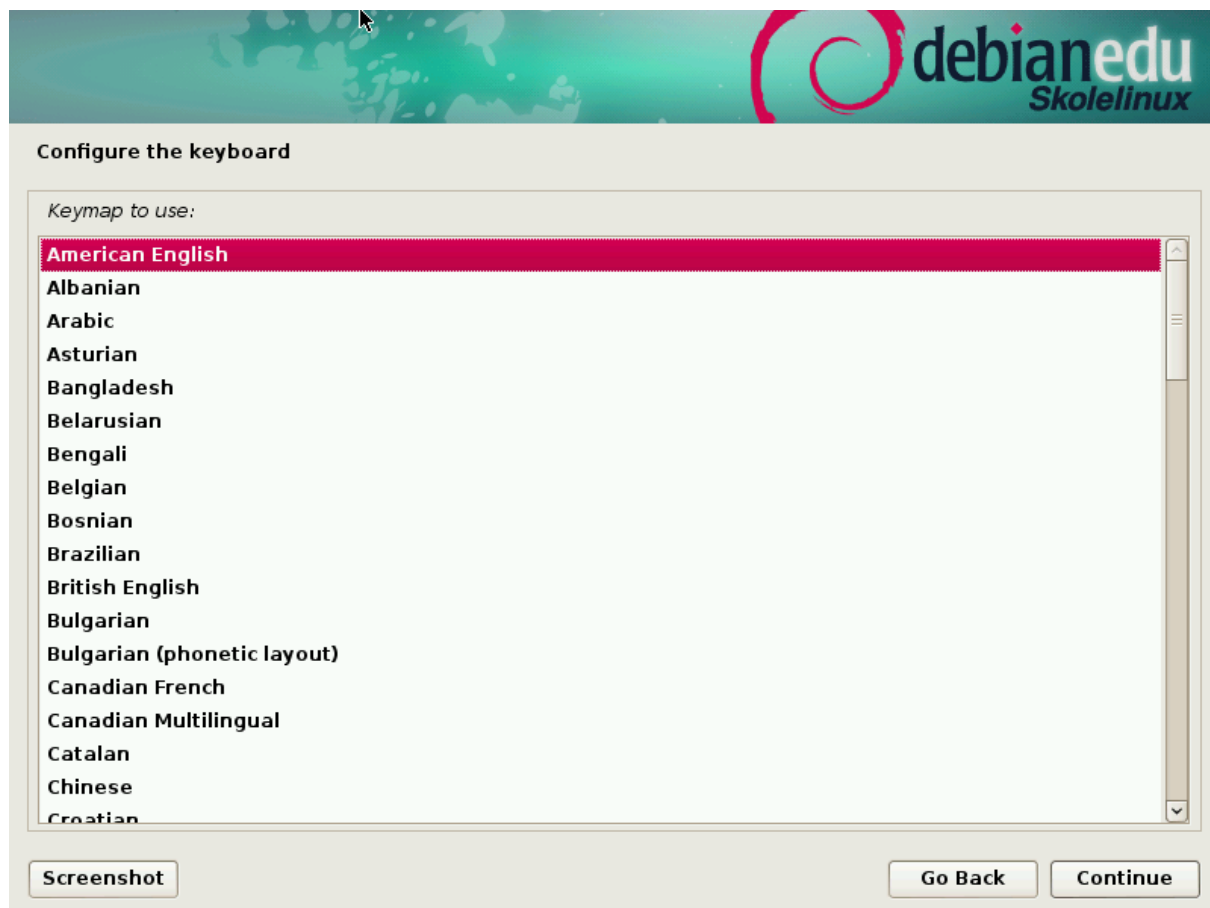 debianedu
Skolelinux
Configure the keyboard
Keymap to use:
American English
Albanian
Arabic
Asturian
Bangladesh
Belarusian
Bengali
Belgian
Bosnian
Brazilian
British English
Bulgarian
Bulgarian (phonetic layout)
Canadian French
Canadian Multilingual
Catalan
Chinese
Croatian
Screenshot
Go Back
Continue